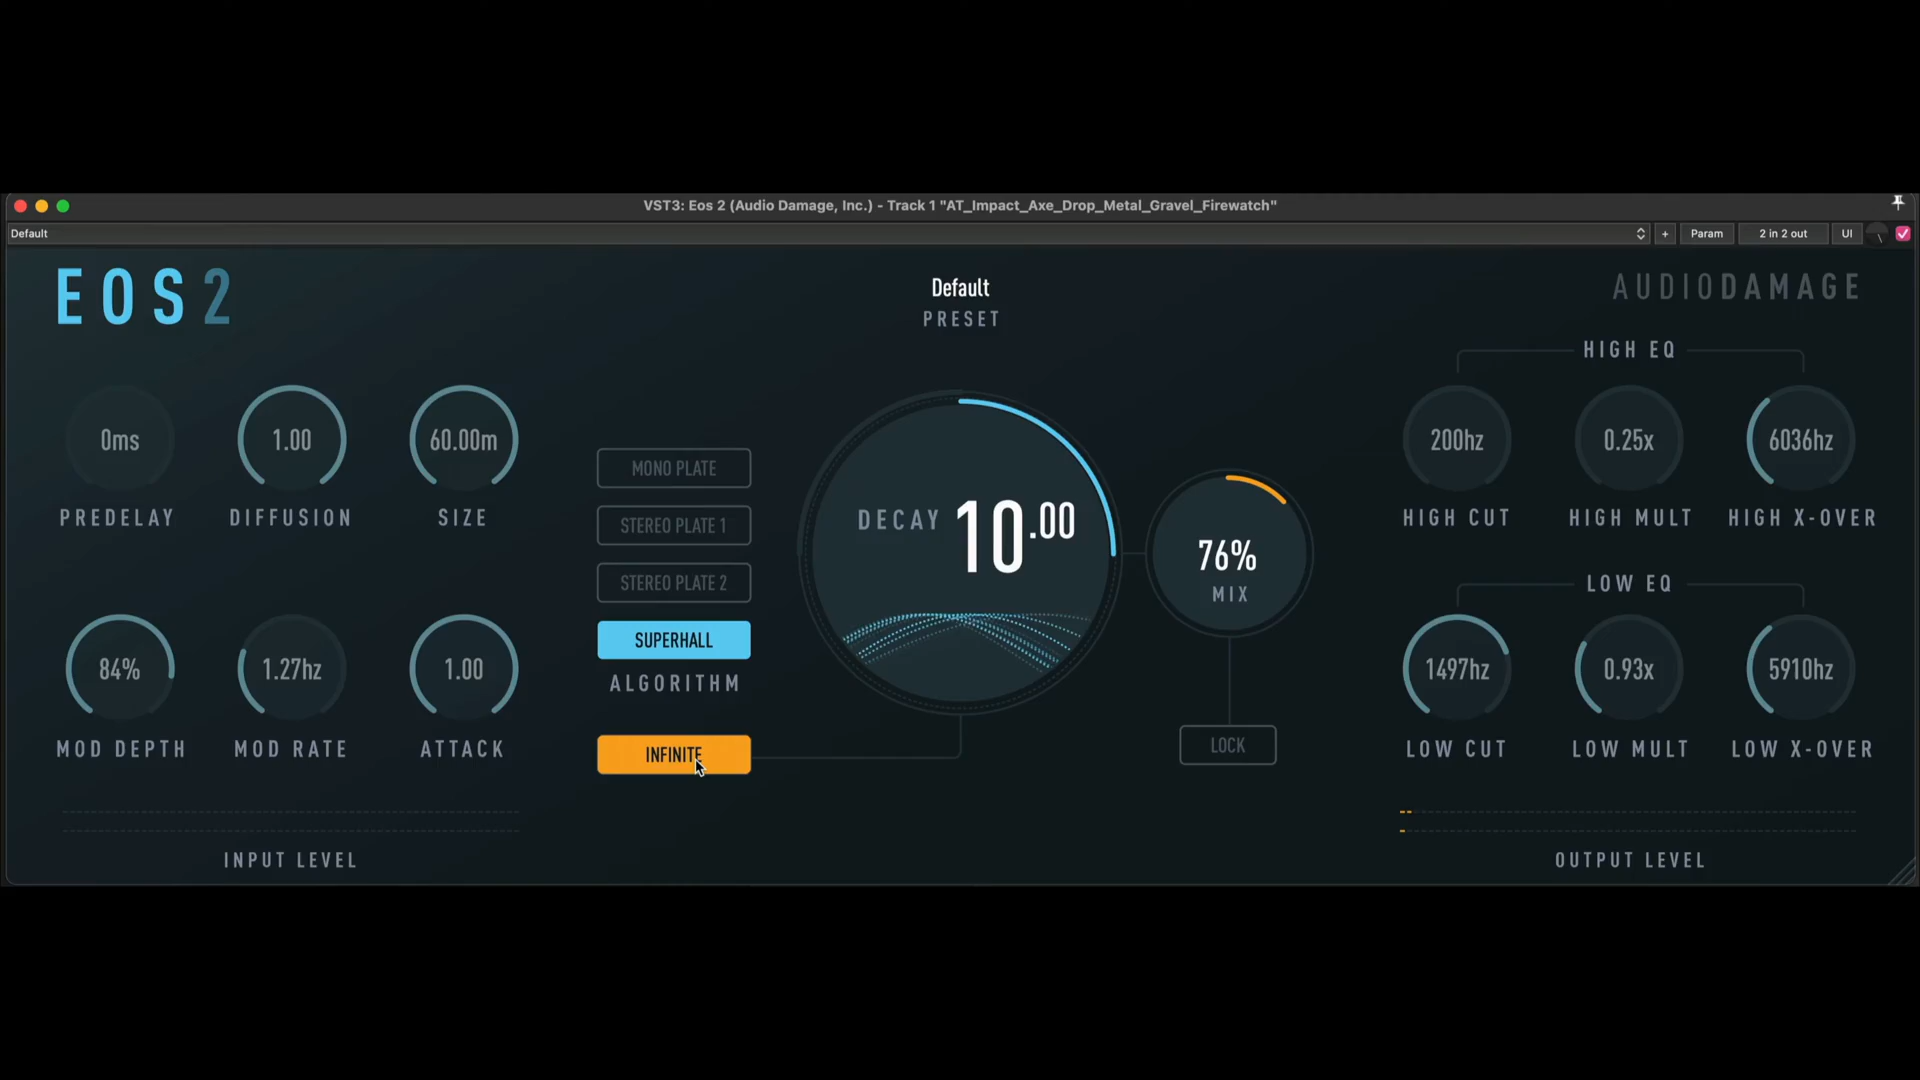 VST3: Eos 2 (Audio Damage, Inc.) - Track 1 "AT_Impact_Axe_Drop_Metal_Gravel_Firewatch"
Default + Param 2 in 2 out UI
EOS2
Default
PRESET
AUDIODAMAGE
0ms
PREDELAY
1.00
DIFFUSION
60.00m
SIZE
84%
MOD DEPTH
1.27hz
MOD RATE
1.00
ATTACK
INPUT LEVEL
MONO PLATE
STEREO PLATE 1
STEREO PLATE 2
SUPERHALL
ALGORITHM
INFINITE
DECAY 10.00
76%
MIX
LOCK
HIGH EQ
200hz
HIGH CUT
0.25x
HIGH MULT
6036hz
HIGH X-OVER
LOW EQ
1497hz
LOW CUT
0.93x
LOW MULT
5910hz
LOW X-OVER
OUTPUT LEVEL